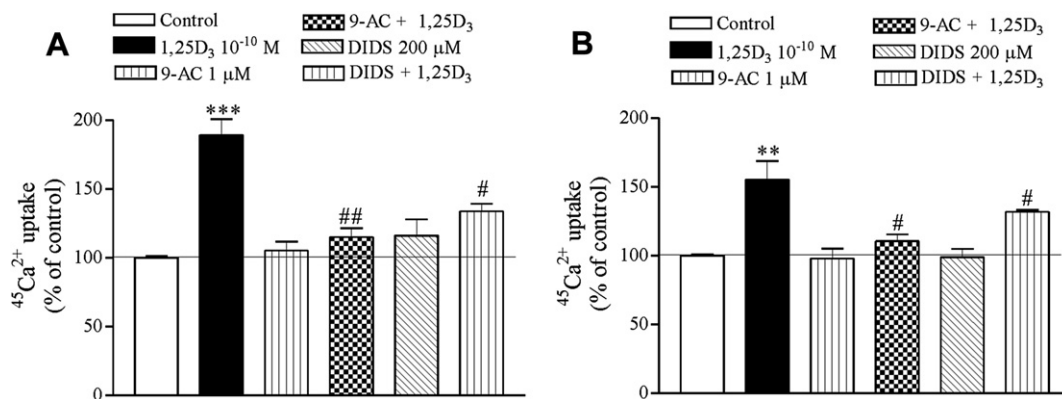 A
Control
1,25D₃ 10⁻¹⁰ M
9-AC 1 µM
9-AC + 1,25D₃
DIDS 200 µM
DIDS + 1,25D₃
⁴⁵Ca²⁺ uptake
(% of control)
200
150
100
50
0
***
##
#
B
Control
1,25D₃ 10⁻¹⁰ M
9-AC 1 µM
9-AC + 1,25D₃
DIDS 200 µM
DIDS + 1,25D₃
⁴⁵Ca²⁺ uptake
(% of control)
200
150
100
50
0
**
#
#